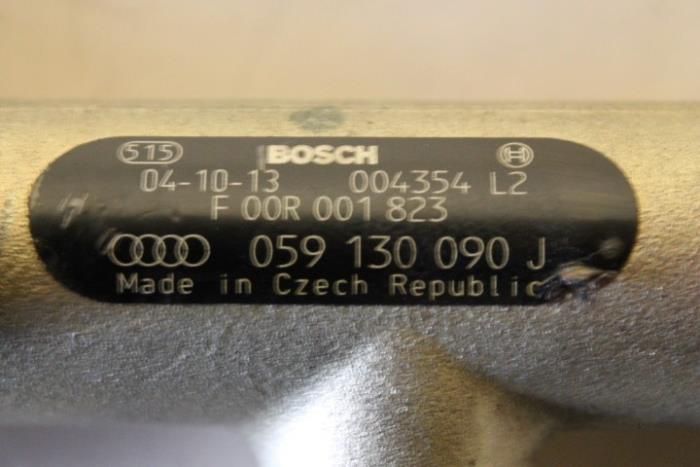 515 BOSCH
04-10-13 004354 L2
F 00R 001 823
059 130 090 J
Made in Czech Republic